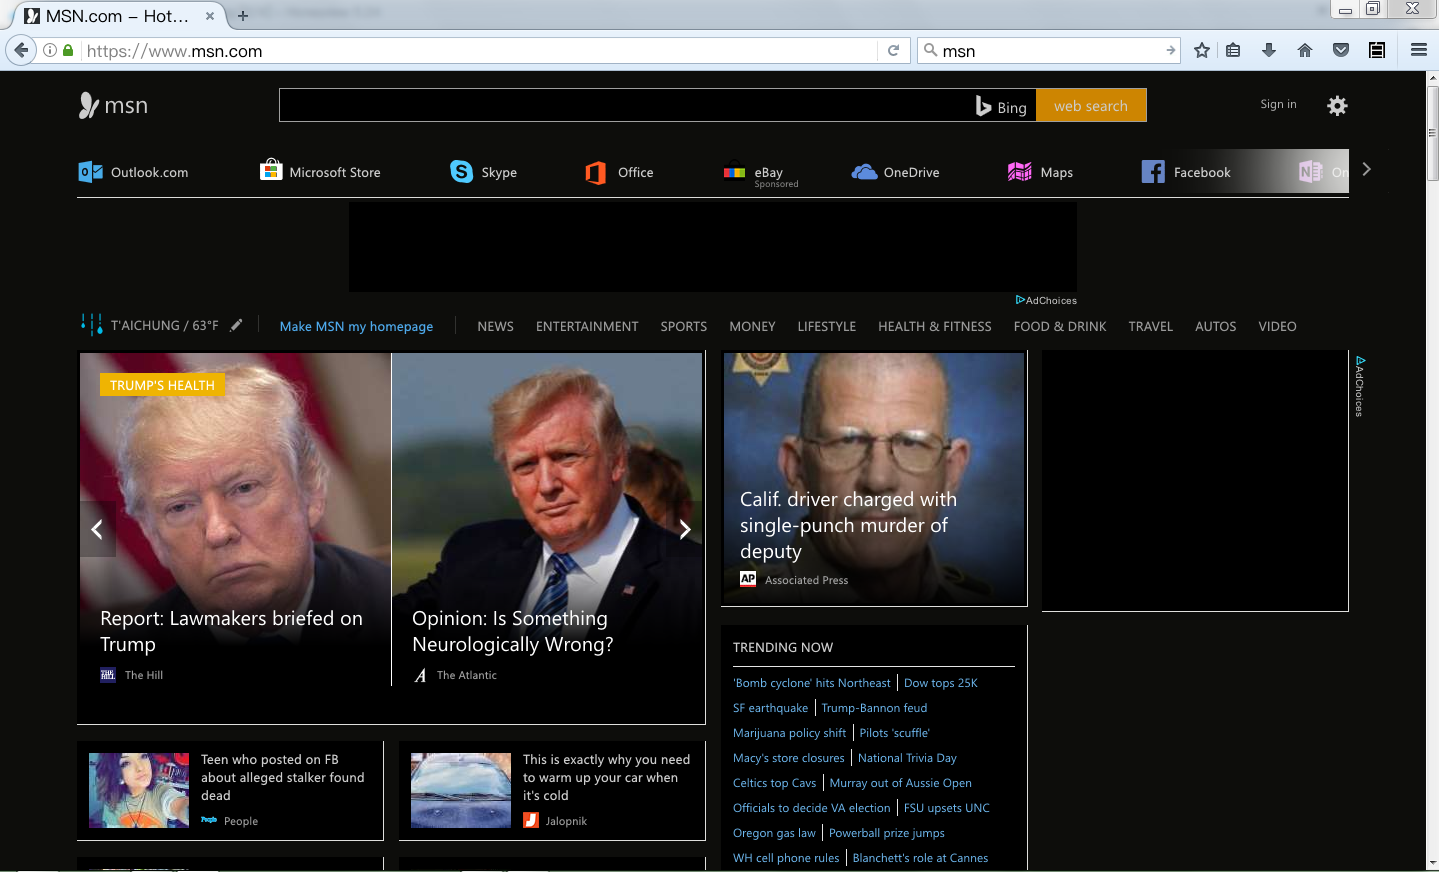 MSN.com – Hot...
https://www.msn.com
msn
msn
Bing
web search
Sign in
Outlook.com
Microsoft Store
Skype
Office
eBay
Sponsored
OneDrive
Maps
Facebook
On
AdChoices
T'AICHUNG / 63°F
Make MSN my homepage
NEWS
ENTERTAINMENT
SPORTS
MONEY
LIFESTYLE
HEALTH & FITNESS
FOOD & DRINK
TRAVEL
AUTOS
VIDEO
TRUMP'S HEALTH
Report: Lawmakers briefed on
Trump
THE HILL
The Hill
Opinion: Is Something
Neurologically Wrong?
A
The Atlantic
Calif. driver charged with
single-punch murder of
deputy
AP
Associated Press
AdChoices
TRENDING NOW
'Bomb cyclone' hits Northeast | Dow tops 25K
SF earthquake | Trump-Bannon feud
Marijuana policy shift | Pilots 'scuffle'
Macy's store closures | National Trivia Day
Celtics top Cavs | Murray out of Aussie Open
Officials to decide VA election | FSU upsets UNC
Oregon gas law | Powerball prize jumps
WH cell phone rules | Blanchett's role at Cannes
Teen who posted on FB
about alleged stalker found
dead
People
People
This is exactly why you need
to warm up your car when
it's cold
Jalopnik